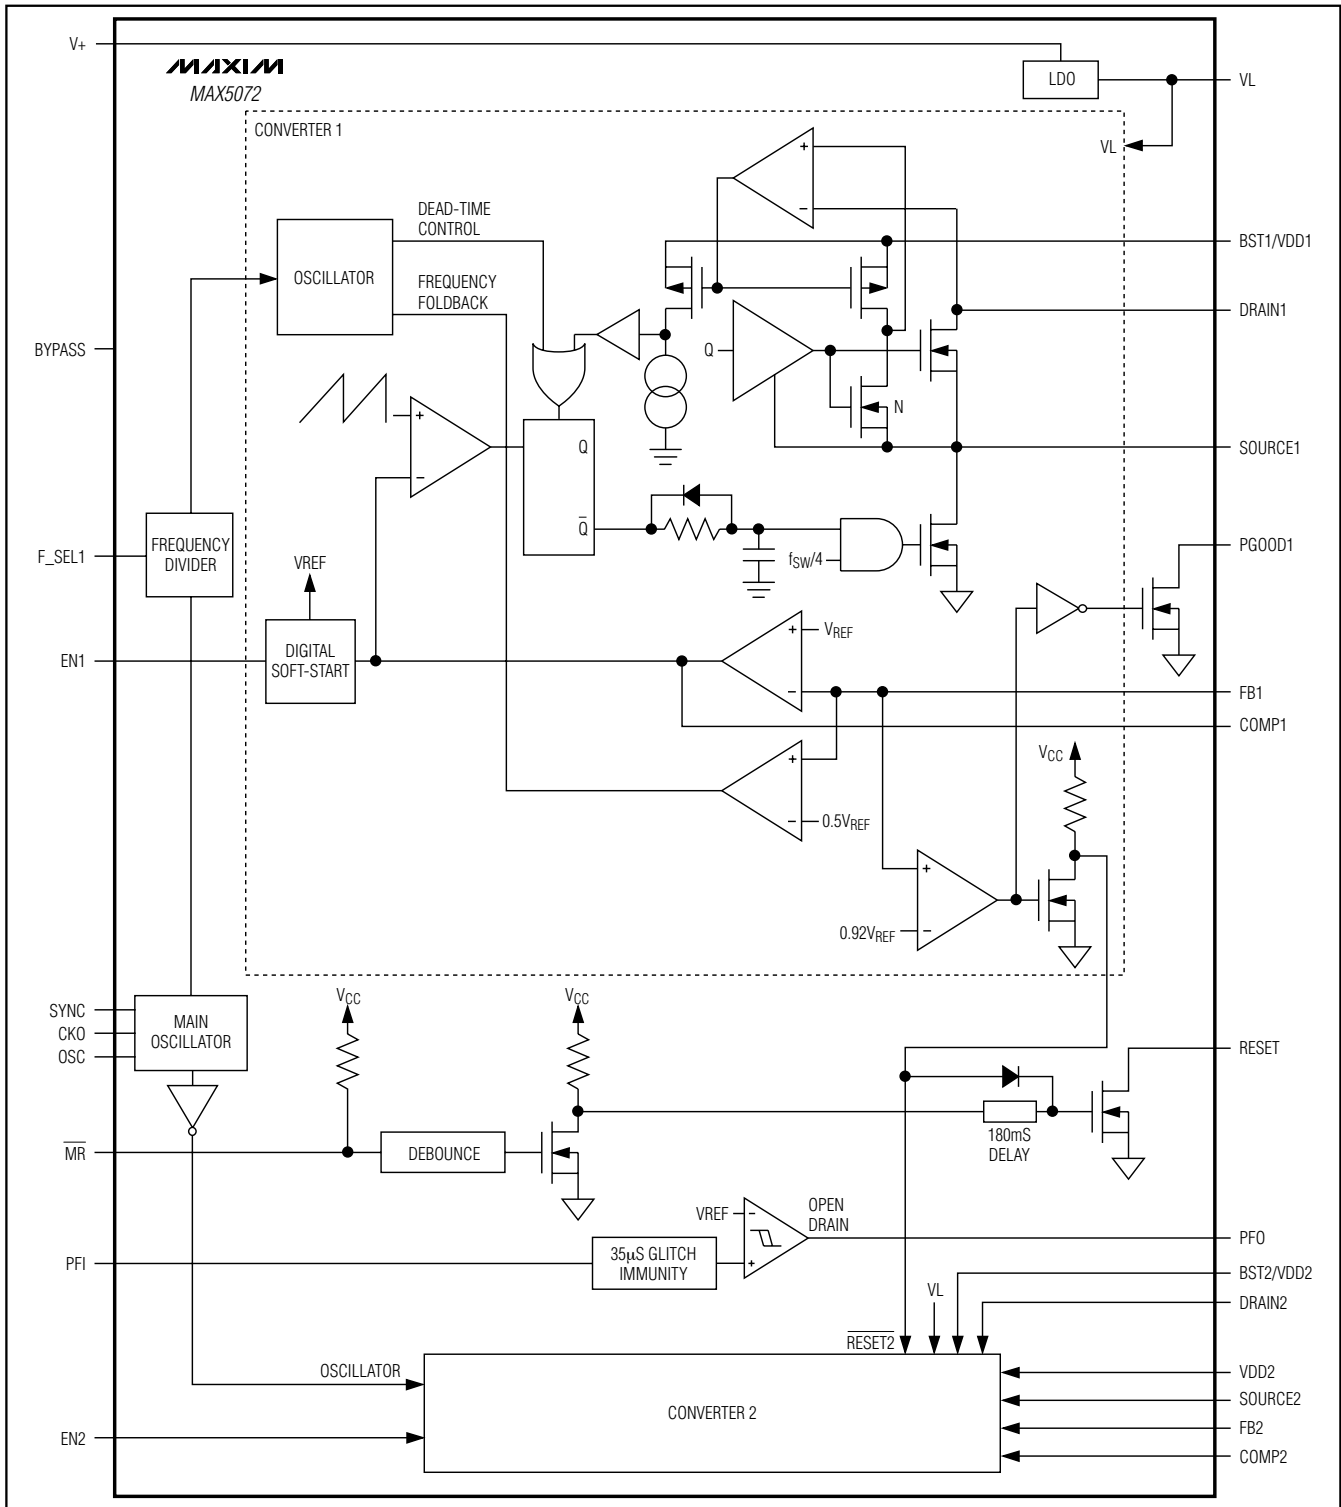 V+
MAXIM
MAX5072
LDO
VL
CONVERTER 1
VL
DEAD-TIME
CONTROL
OSCILLATOR
FREQUENCY
FOLDBACK
+
−
BST1/VDD1
DRAIN1
BYPASS
Q
N
+
−
Q
Q̅
SOURCE1
F_SEL1
FREQUENCY
DIVIDER
fSW/4
PGOOD1
VREF
EN1
DIGITAL
SOFT-START
+
VREF
−
FB1
COMP1
+
−
0.5VREF
VCC
+
−
0.92VREF
SYNC
CKO
OSC
MAIN
OSCILLATOR
VCC
VCC
RESET
180mS
DELAY
M̅R̅
DEBOUNCE
VREF
−
+
OPEN
DRAIN
PFI
35µS GLITCH
IMMUNITY
PFO
BST2/VDD2
DRAIN2
VL
R̅E̅S̅E̅T̅2̅
OSCILLATOR
CONVERTER 2
VDD2
SOURCE2
FB2
COMP2
EN2